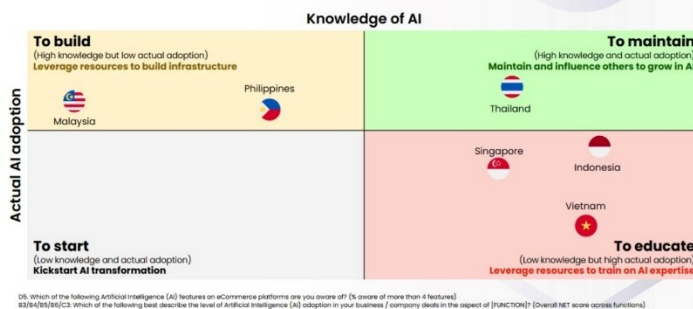 Knowledge of AI
Actual AI adoption
To build
(High knowledge but low actual adoption)
Leverage resources to build infrastructure
Malaysia
Philippines
To maintain
(High knowledge and actual adoption)
Maintain and influence others to grow in AI
Thailand
To start
(Low knowledge and actual adoption)
Kickstart AI transformation
Singapore
Indonesia
Vietnam
To educate
(Low knowledge but high actual adoption)
Leverage resources to train on AI expertise
D5. Which of the following Artificial Intelligence (AI) features on eCommerce platforms are you aware of? (% aware of more than 4 features)
B3/B4/B5/B6/C3: Which of the following best describe the level of Artificial Intelligence (AI) adoption in your business / company deals in the aspect of [FUNCTION]? (Overall NET score across functions)